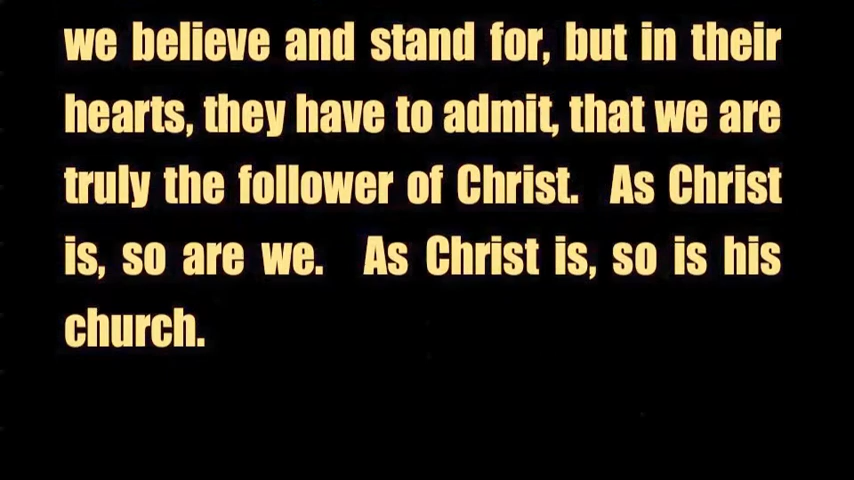 we believe and stand for, but in their
hearts, they have to admit, that we are
truly the follower of Christ.  As Christ
is, so are we.  As Christ is, so is his
church.